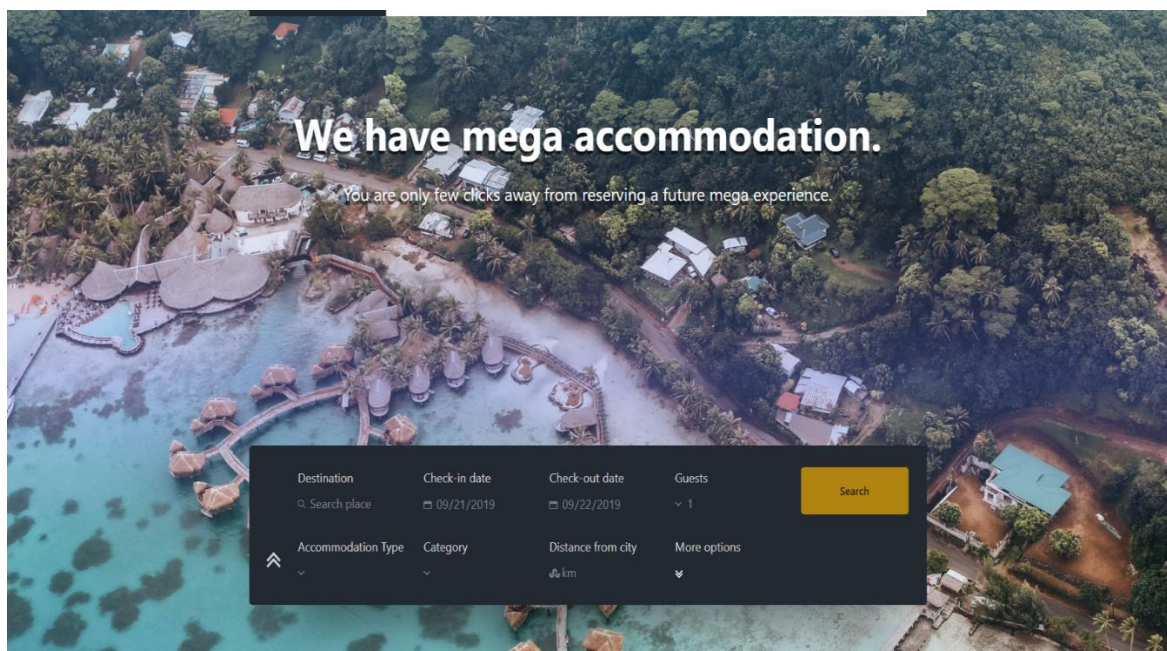 We have mega accommodation.
You are only few clicks away from reserving a future mega experience.
Destination Check-in date Check-out date Guests
Search place 09/21/2019 09/22/2019 1 Search
Accommodation Type Category Distance from city More options
km